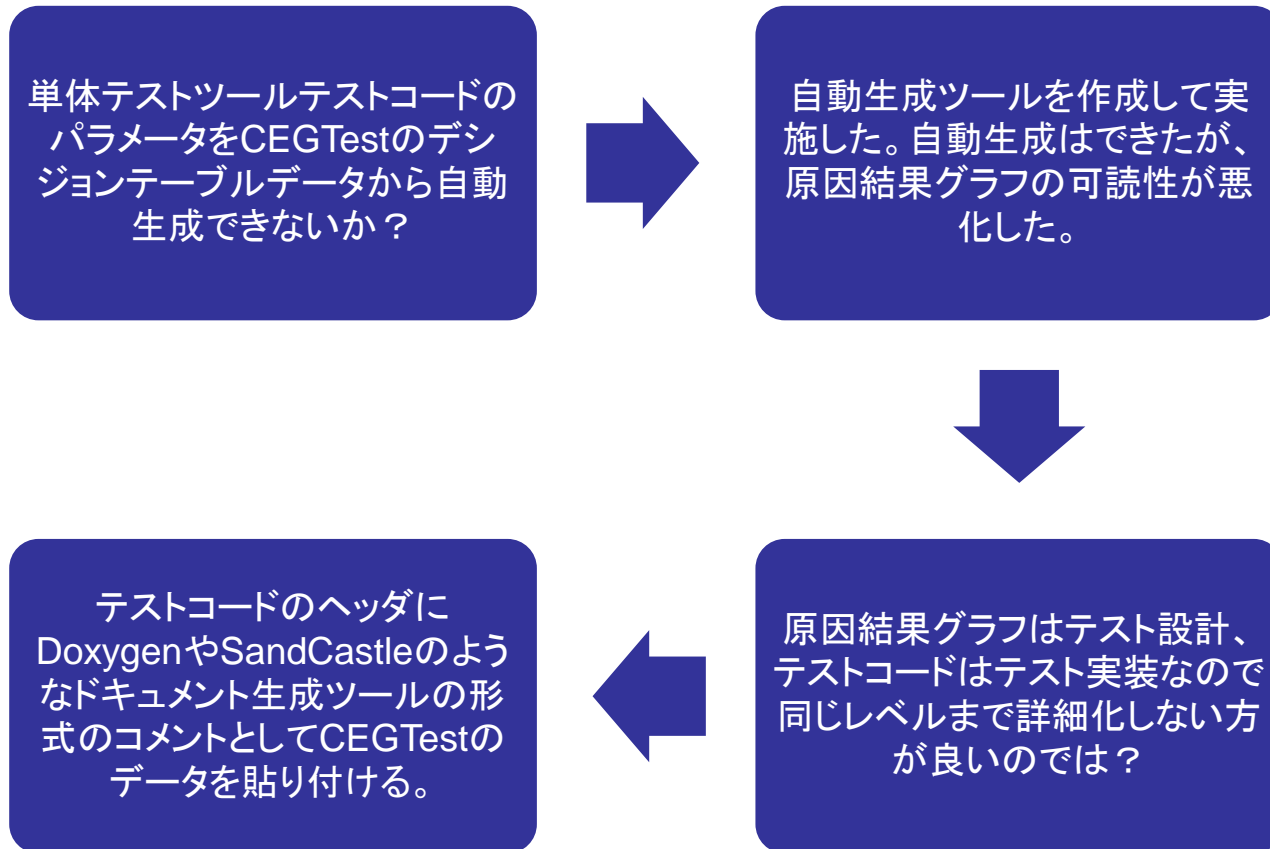 単体テストツールテストコードの
パラメータをCEGTestのデシ
ジョンテーブルデータから自動
生成できないか？
自動生成ツールを作成して実
施した。自動生成はできたが、
原因結果グラフの可読性が悪
化した。
原因結果グラフはテスト設計、
テストコードはテスト実装なので
同じレベルまで詳細化しない方
が良いのでは？
テストコードのヘッダに
DoxygenやSandCastleのよう
なドキュメント生成ツールの形
式のコメントとしてCEGTestの
データを貼り付ける。